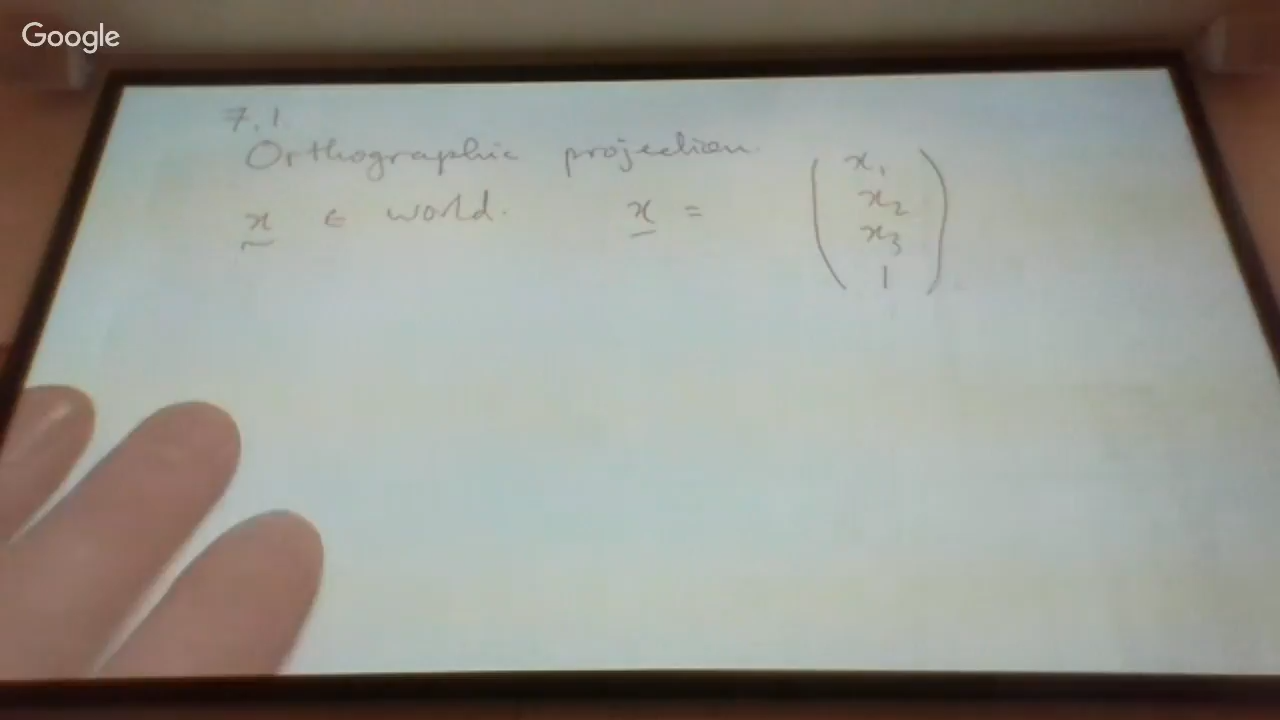 Google
7.1
Orthographic projection.
x ∈ world. x = ( x₁
x₂
x₃
1 )